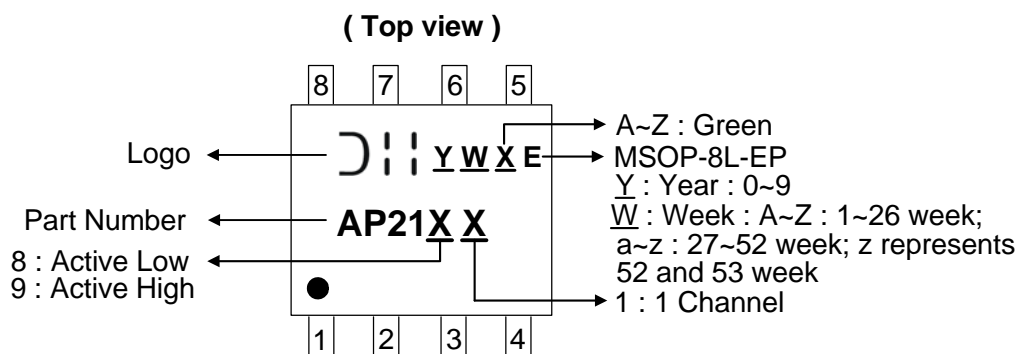 ( Top view )
8 7 6 5
Logo
Y W X E
A~Z : Green
MSOP-8L-EP
Y : Year : 0~9
W : Week : A~Z : 1~26 week;
a~z : 27~52 week; z represents
52 and 53 week
1 : 1 Channel
Part Number
AP21X X
8 : Active Low
9 : Active High
1 2 3 4